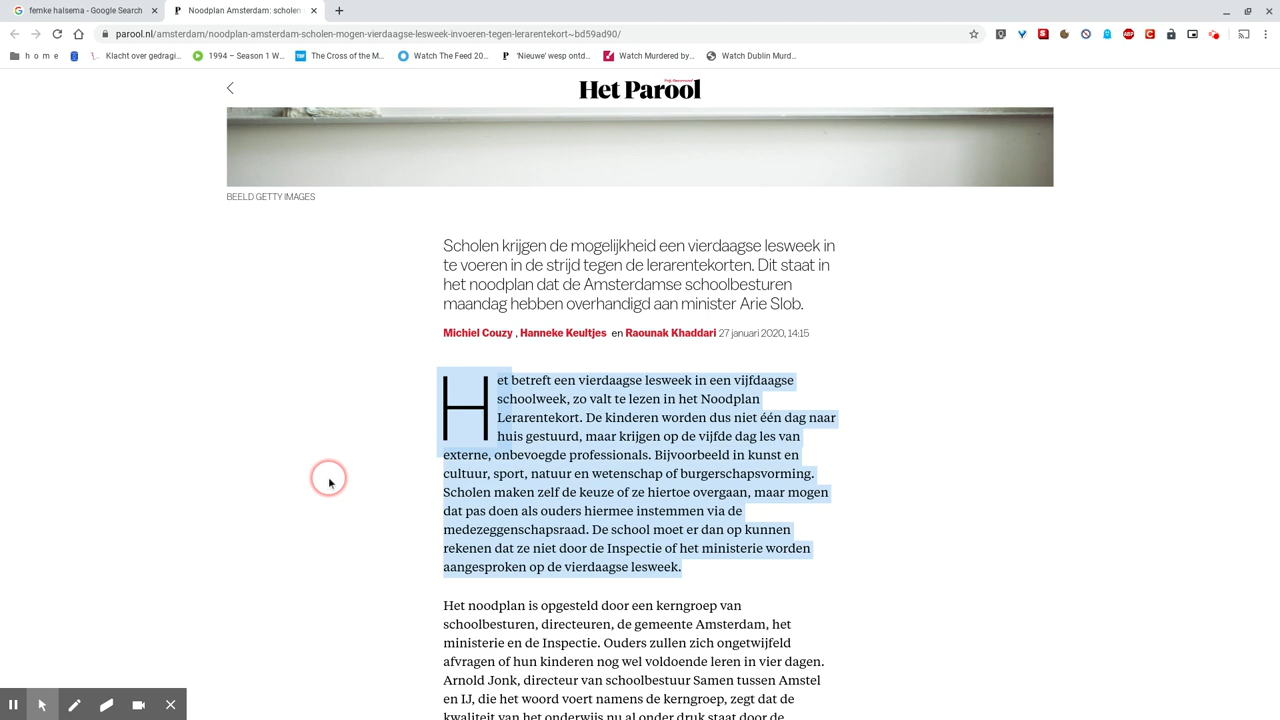 femke halsema - Google Search
Noodplan Amsterdam: scholen
parool.nl/amsterdam/noodplan-amsterdam-scholen-mogen-vierdaagse-lesweek-invoeren-tegen-lerarentekort~bd59ad90/
h o m e
Klacht over gedragi...
1994 – Season 1 W...
The Cross of the M...
Watch The Feed 20...
'Nieuwe' wesp ontd...
Watch Murdered by...
Watch Dublin Murd...
Het Parool
BEELD GETTY IMAGES
Scholen krijgen de mogelijkheid een vierdaagse lesweek in
te voeren in de strijd tegen de lerarentekorten. Dit staat in
het noodplan dat de Amsterdamse schoolbesturen
maandag hebben overhandigd aan minister Arie Slob.
Michiel Couzy , Hanneke Keultjes en Raounak Khaddari 27 januari 2020, 14:15
Het betreft een vierdaagse lesweek in een vijfdaagse
schoolweek, zo valt te lezen in het Noodplan
Lerarentekort. De kinderen worden dus niet één dag naar
huis gestuurd, maar krijgen op de vijfde dag les van
externe, onbevoegde professionals. Bijvoorbeeld in kunst en
cultuur, sport, natuur en wetenschap of burgerschapsvorming.
Scholen maken zelf de keuze of ze hiertoe overgaan, maar mogen
dat pas doen als ouders hiermee instemmen via de
medezeggenschapsraad. De school moet er dan op kunnen
rekenen dat ze niet door de Inspectie of het ministerie worden
aangesproken op de vierdaagse lesweek.
Het noodplan is opgesteld door een kerngroep van
schoolbesturen, directeuren, de gemeente Amsterdam, het
ministerie en de Inspectie. Ouders zullen zich ongetwijfeld
afvragen of hun kinderen nog wel voldoende leren in vier dagen.
Arnold Jonk, directeur van schoolbestuur Samen tussen Amstel
en IJ, die het woord voert namens de kerngroep, zegt dat de
kwaliteit van het onderwijs nu al onder druk staat door de